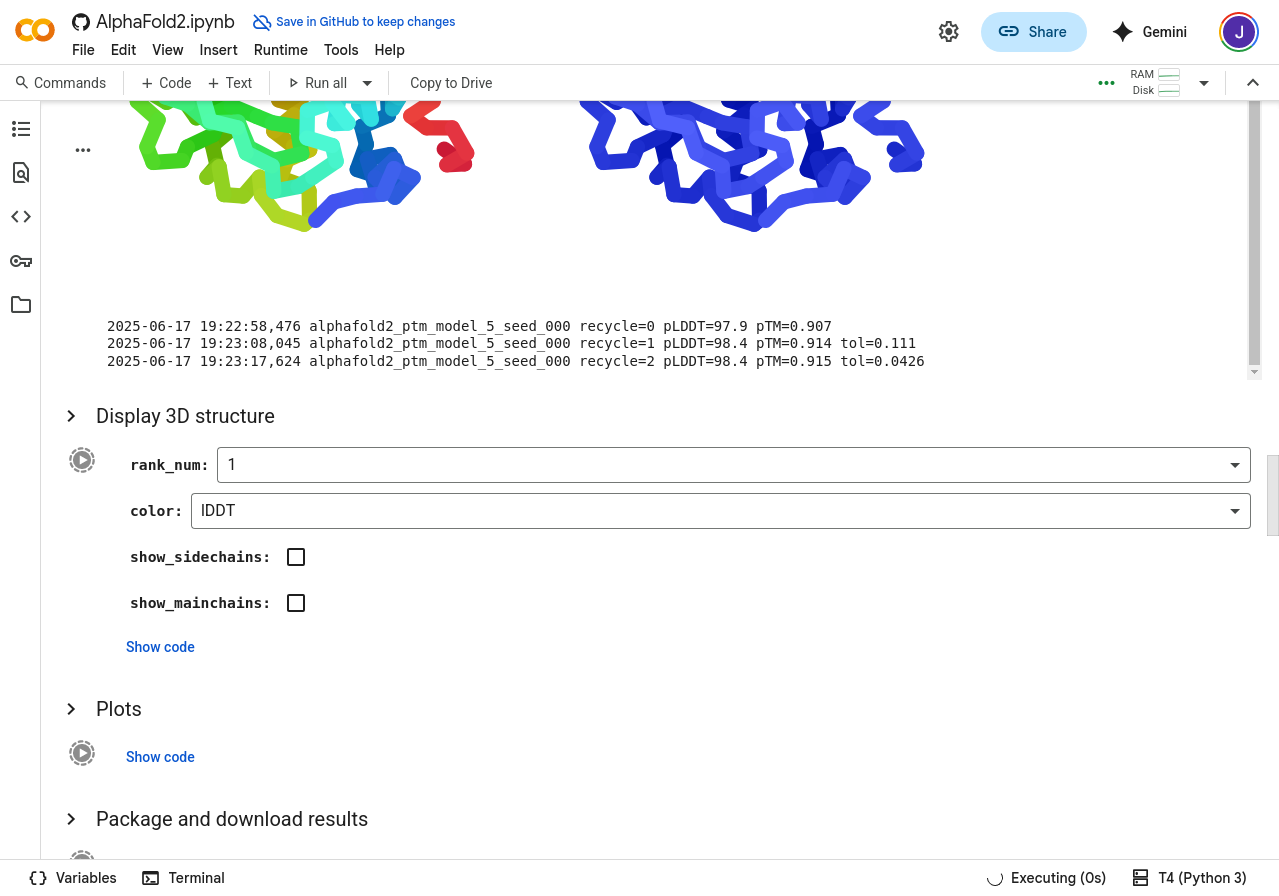 AlphaFold2.ipynb
Save in GitHub to keep changes
File Edit View Insert Runtime Tools Help
Share
Gemini
J
Commands + Code + Text Run all Copy to Drive
RAM
Disk
2025-06-17 19:22:58,476 alphafold2_ptm_model_5_seed_000 recycle=0 pLDDT=97.9 pTM=0.907
2025-06-17 19:23:08,045 alphafold2_ptm_model_5_seed_000 recycle=1 pLDDT=98.4 pTM=0.914 tol=0.111
2025-06-17 19:23:17,624 alphafold2_ptm_model_5_seed_000 recycle=2 pLDDT=98.4 pTM=0.915 tol=0.0426
Display 3D structure
rank_num: 1
color: lDDT
show_sidechains:
show_mainchains:
Show code
Plots
Show code
Package and download results
Variables Terminal Executing (0s) T4 (Python 3)